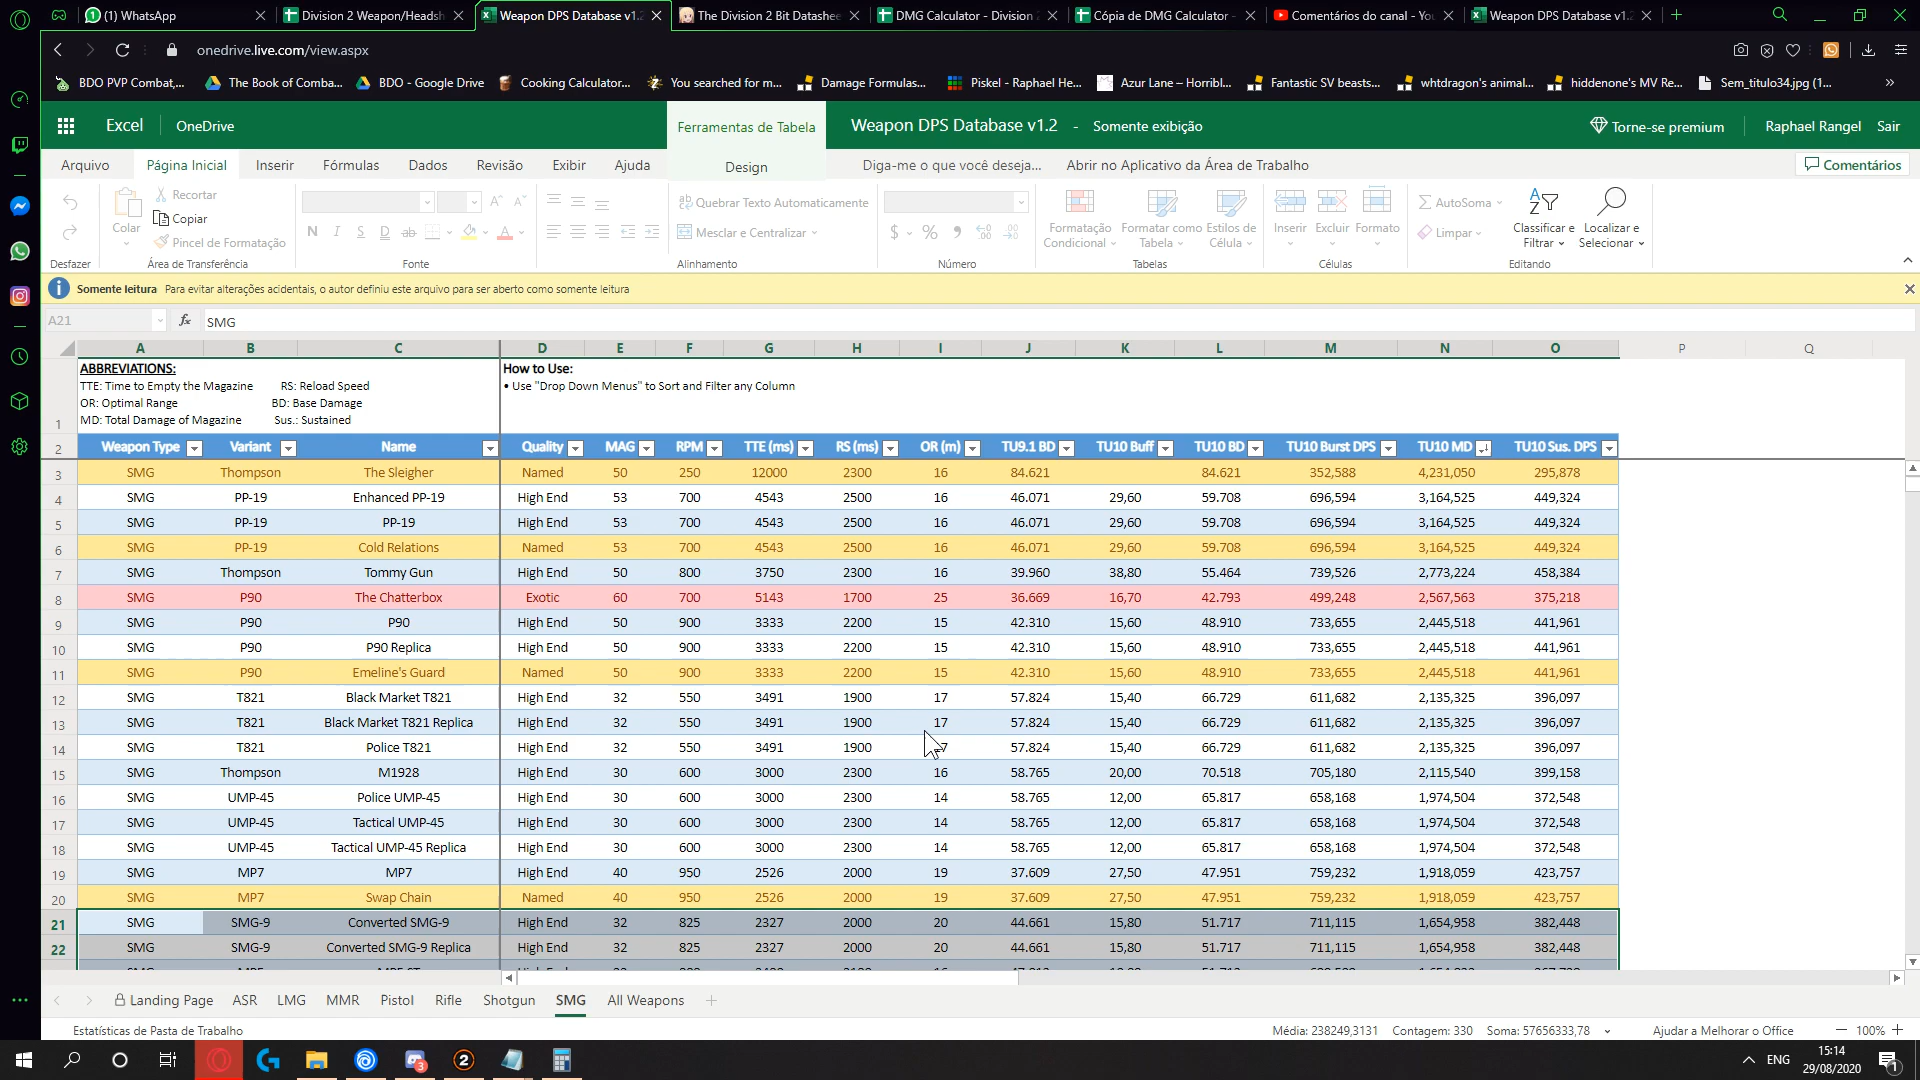 (1) WhatsApp
Division 2 Weapon/Headsh
Weapon DPS Database v1.2
The Division 2 Bit Datashee
DMG Calculator - Division 2
Cópia de DMG Calculator -
Comentários do canal - You
Weapon DPS Database v1.2
onedrive.live.com/view.aspx
BDO PVP Combat,...
The Book of Comba...
BDO - Google Drive
Cooking Calculator...
You searched for m...
Damage Formulas...
Piskel - Raphael He...
Azur Lane – Horribl...
Fantastic SV beasts...
whtdragon's animal...
hiddenone's MV Re...
Sem_titulo34.jpg (1...
Excel OneDrive
Ferramentas de Tabela
Weapon DPS Database v1.2 - Somente exibição
Torne-se premium Raphael Rangel Sair
Arquivo Página Inicial Inserir Fórmulas Dados Revisão Exibir Ajuda Design Diga-me o que você deseja... Abrir no Aplicativo da Área de Trabalho Comentários
Recortar
Copiar
Pincel de Formatação
Colar
Quebrar Texto Automaticamente
Mesclar e Centralizar
Formatação Condicional
Formatar como Tabela
Estilos de Célula
Inserir Excluir Formato
AutoSoma
Limpar
Classificar e Filtrar
Localizar e Selecionar
Desfazer Área de Transferência Fonte Alinhamento Número Tabelas Células Editando
Somente leitura Para evitar alterações acidentais, o autor definiu este arquivo para ser aberto como somente leitura
A21 fx SMG
A B C D E F G H I J K L M N O P Q
ABBREVIATIONS:
TTE: Time to Empty the Magazine RS: Reload Speed
OR: Optimal Range BD: Base Damage
MD: Total Damage of Magazine Sus.: Sustained
How to Use:
• Use "Drop Down Menus" to Sort and Filter any Column
1
2 Weapon Type Variant Name Quality MAG RPM TTE (ms) RS (ms) OR (m) TU9.1 BD TU10 Buff TU10 BD TU10 Burst DPS TU10 MD TU10 Sus. DPS
3 SMG Thompson The Sleigher Named 50 250 12000 2300 16 84.621 84.621 352,588 4,231,050 295,878
4 SMG PP-19 Enhanced PP-19 High End 53 700 4543 2500 16 46.071 29,60 59.708 696,594 3,164,525 449,324
5 SMG PP-19 PP-19 High End 53 700 4543 2500 16 46.071 29,60 59.708 696,594 3,164,525 449,324
6 SMG PP-19 Cold Relations Named 53 700 4543 2500 16 46.071 29,60 59.708 696,594 3,164,525 449,324
7 SMG Thompson Tommy Gun High End 50 800 3750 2300 16 39.960 38,80 55.464 739,526 2,773,224 458,384
8 SMG P90 The Chatterbox Exotic 60 700 5143 1700 25 36.669 16,70 42.793 499,248 2,567,563 375,218
9 SMG P90 P90 High End 50 900 3333 2200 15 42.310 15,60 48.910 733,655 2,445,518 441,961
10 SMG P90 P90 Replica High End 50 900 3333 2200 15 42.310 15,60 48.910 733,655 2,445,518 441,961
11 SMG P90 Emeline's Guard Named 50 900 3333 2200 15 42.310 15,60 48.910 733,655 2,445,518 441,961
12 SMG T821 Black Market T821 High End 32 550 3491 1900 17 57.824 15,40 66.729 611,682 2,135,325 396,097
13 SMG T821 Black Market T821 Replica High End 32 550 3491 1900 17 57.824 15,40 66.729 611,682 2,135,325 396,097
14 SMG T821 Police T821 High End 32 550 3491 1900 57.824 15,40 66.729 611,682 2,135,325 396,097
15 SMG Thompson M1928 High End 30 600 3000 2300 16 58.765 20,00 70.518 705,180 2,115,540 399,158
16 SMG UMP-45 Police UMP-45 High End 30 600 3000 2300 14 58.765 12,00 65.817 658,168 1,974,504 372,548
17 SMG UMP-45 Tactical UMP-45 High End 30 600 3000 2300 14 58.765 12,00 65.817 658,168 1,974,504 372,548
18 SMG UMP-45 Tactical UMP-45 Replica High End 30 600 3000 2300 14 58.765 12,00 65.817 658,168 1,974,504 372,548
19 SMG MP7 MP7 High End 40 950 2526 2000 19 37.609 27,50 47.951 759,232 1,918,059 423,757
20 SMG MP7 Swap Chain Named 40 950 2526 2000 19 37.609 27,50 47.951 759,232 1,918,059 423,757
21 SMG SMG-9 Converted SMG-9 High End 32 825 2327 2000 20 44.661 15,80 51.717 711,115 1,654,958 382,448
22 SMG SMG-9 Converted SMG-9 Replica High End 32 825 2327 2000 20 44.661 15,80 51.717 711,115 1,654,958 382,448
Landing Page ASR LMG MMR Pistol Rifle Shotgun SMG All Weapons
Estatísticas de Pasta de Trabalho Média: 238249,3131 Contagem: 330 Soma: 57656333,78 Ajudar a Melhorar o Office 100%
ENG 15:14
29/08/2020